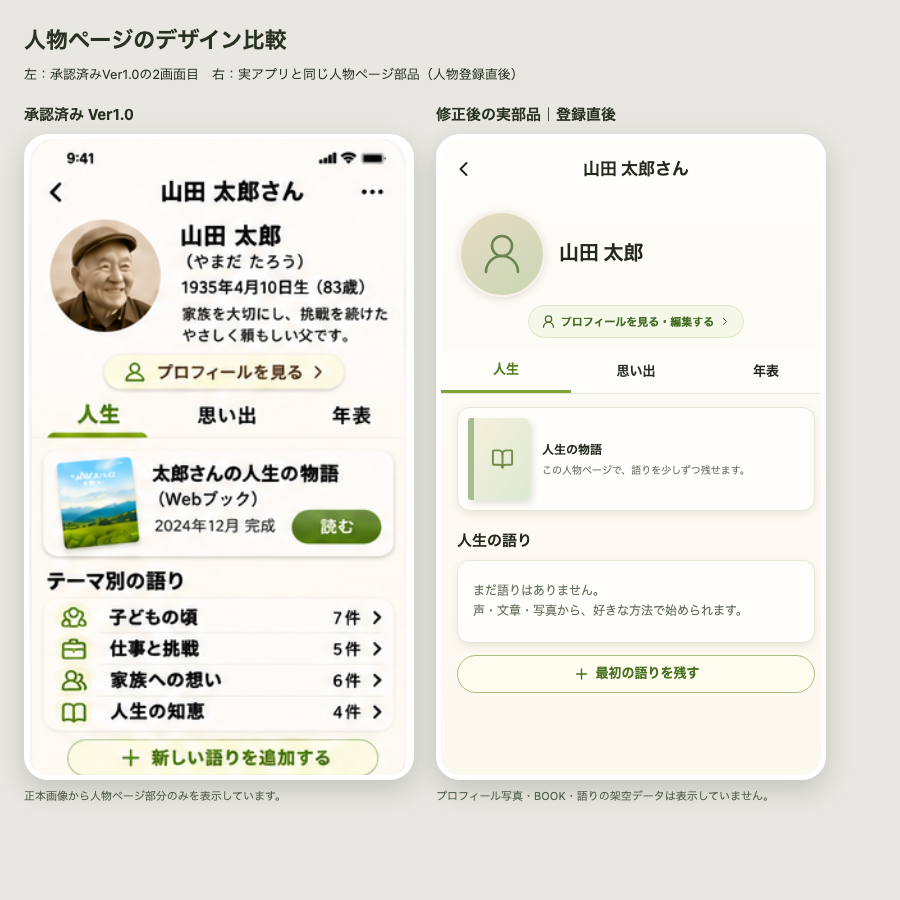 人物ページのデザイン比較
左：承認済みVer1.0の2画面目　右：実アプリと同じ人物ページ部品（人物登録直後）
承認済み Ver1.0
9:41
山田 太郎さん
山田 太郎
（やまだ たろう）
1935年4月10日生（83歳）
家族を大切にし、挑戦を続けた
やさしく頼もしい父です。
プロフィールを見る
人生
思い出
年表
太郎さんの人生の物語
（Webブック）
2024年12月 完成
読む
テーマ別の語り
子どもの頃 7件
仕事と挑戦 5件
家族への想い 6件
人生の知恵 4件
＋ 新しい語りを追加する
正本画像から人物ページ部分のみを表示しています。
修正後の実部品｜登録直後
山田 太郎さん
山田 太郎
プロフィールを見る・編集する
人生
思い出
年表
人生の物語
この人物ページで、語りを少しずつ残せます。
人生の語り
まだ語りはありません。
声・文章・写真から、好きな方法で始められます。
＋ 最初の語りを残す
プロフィール写真・BOOK・語りの架空データは表示していません。